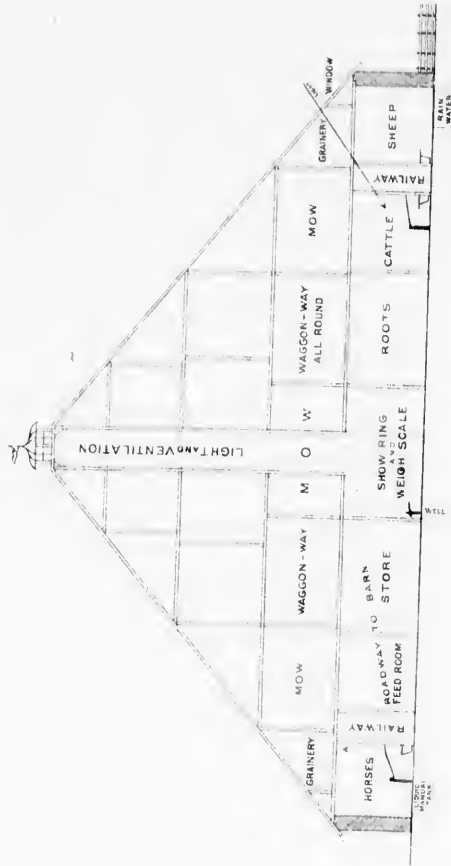 LIGHT AND VENTILATION
GRAINERY
MOW
WAGGON-WAY
M O W
WAGGON-WAY
ALL ROUND
MOW
GRAINERY
WINDOW
HORSES
RAILWAY
ROADWAY TO BARN
FEED ROOM
STORE
SHOW RING
AND
WEIGH SCALE
ROOTS
CATTLE
RAILWAY
SHEEP
LIQUID
MANURE
TANK
WELL
RAIN
WATER